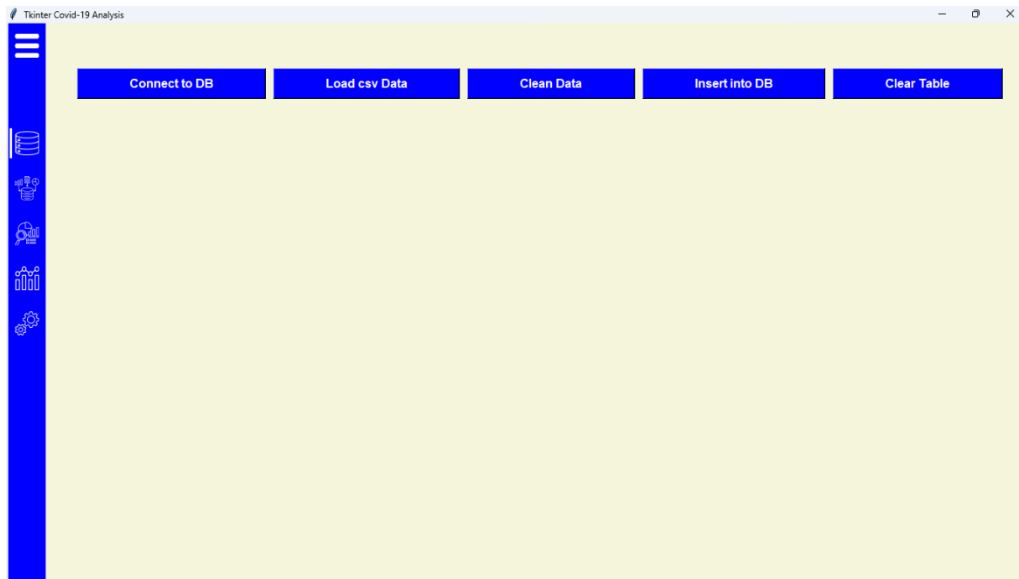 Tkinter Covid-19 Analysis
Connect to DB
Load csv Data
Clean Data
Insert into DB
Clear Table